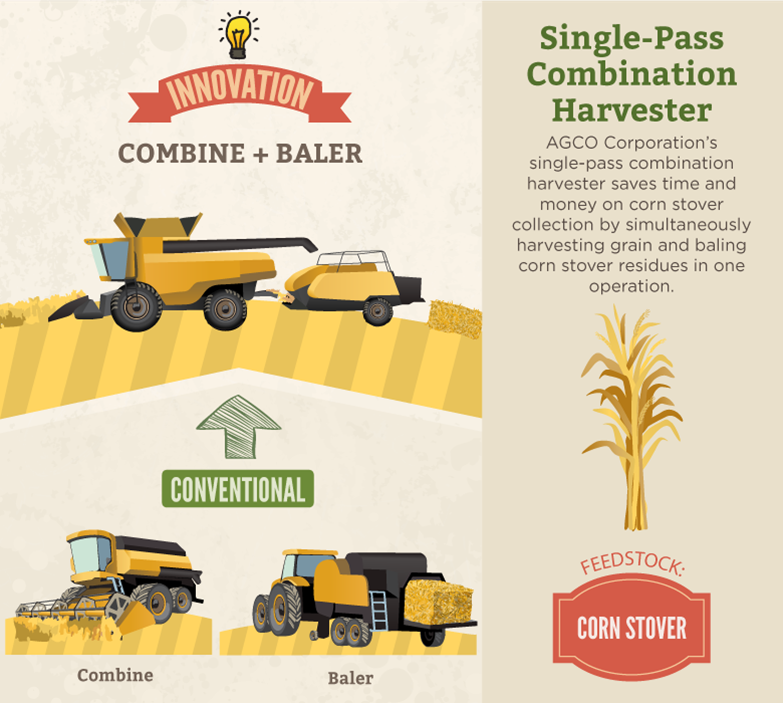 INNOVATION
COMBINE + BALER
CONVENTIONAL
Combine
Baler
Single-Pass
Combination
Harvester
AGCO Corporation's
single-pass combination
harvester saves time and
money on corn stover
collection by simultaneously
harvesting grain and baling
corn stover residues in one
operation.
FEEDSTOCK:
CORN STOVER